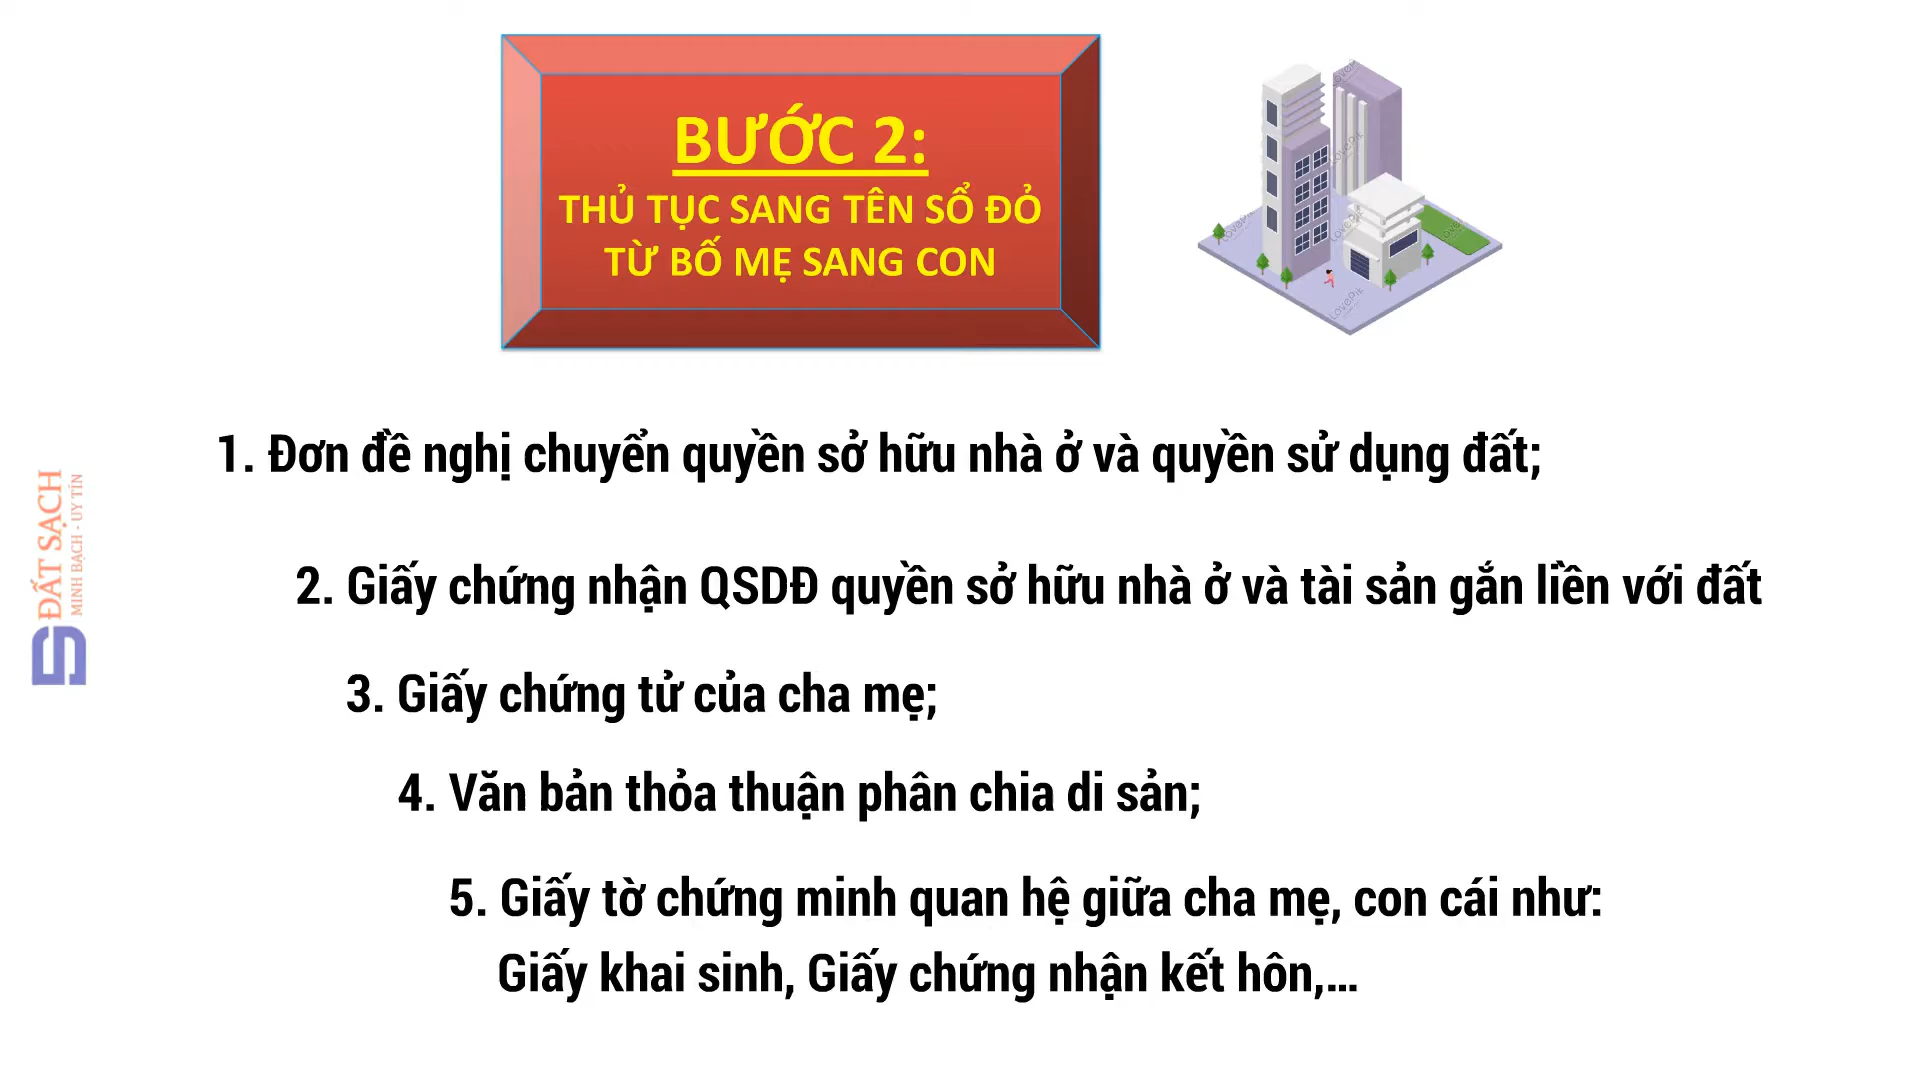 BƯỚC 2:
THỦ TỤC SANG TÊN SỔ ĐỎ
TỪ BỐ MẸ SANG CON
1. Đơn đề nghị chuyển quyền sở hữu nhà ở và quyền sử dụng đất;
2. Giấy chứng nhận QSDĐ quyền sở hữu nhà ở và tài sản gắn liền với đất
3. Giấy chứng tử của cha mẹ;
4. Văn bản thỏa thuận phân chia di sản;
5. Giấy tờ chứng minh quan hệ giữa cha mẹ, con cái như:
Giấy khai sinh, Giấy chứng nhận kết hôn,...
ĐẤT SẠCH
MINH BẠCH - UY TÍN